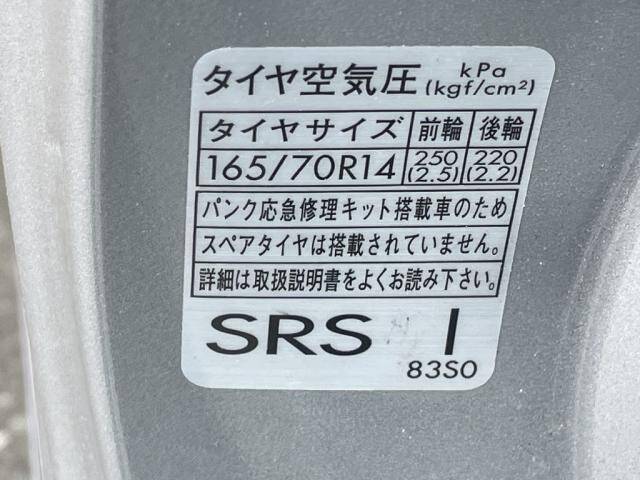 タイヤ空気圧 kPa (kgf/cm²)
タイヤサイズ 前輪 後輪
165/70R14 250 (2.5) 220 (2.2)
パンク応急修理キット搭載車のため
スペアタイヤは搭載されていません。
詳細は取扱説明書をよくお読み下さい。
SRS I
83S0